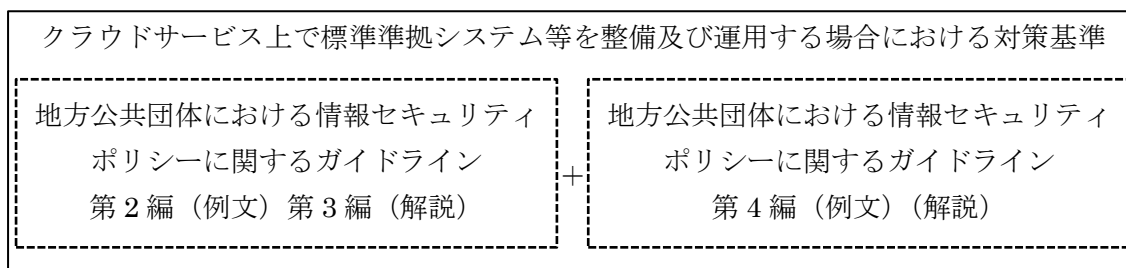 クラウドサービス上で標準準拠システム等を整備及び運用する場合における対策基準
地方公共団体における情報セキュリティ
ポリシーに関するガイドライン
第2編（例文）第3編（解説）
+
地方公共団体における情報セキュリティ
ポリシーに関するガイドライン
第4編（例文）（解説）